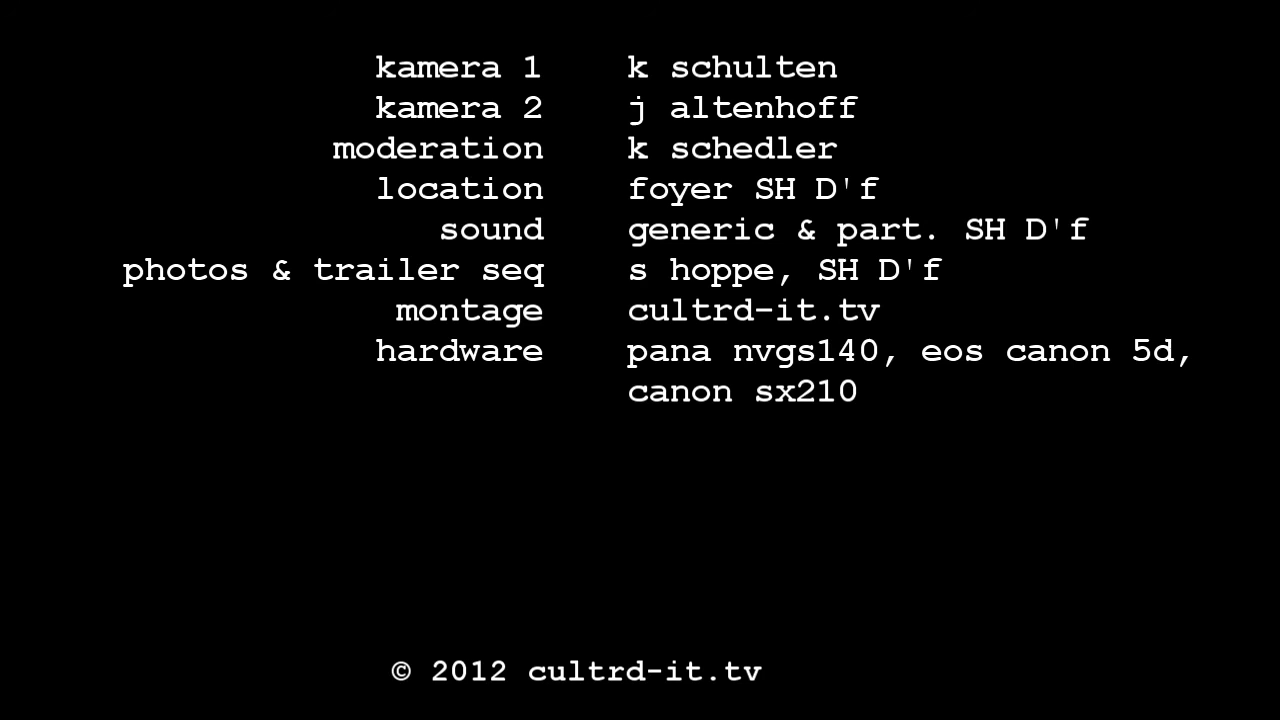 kamera 1 k schulten
kamera 2 j altenhoff
moderation k schedler
location foyer SH D'f
sound generic & part. SH D'f
photos & trailer seq s hoppe, SH D'f
montage cultrd-it.tv
hardware pana nvgs140, eos canon 5d,
canon sx210
© 2012 cultrd-it.tv